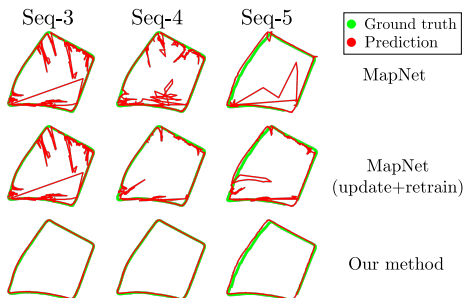 Seq-3 Seq-4 Seq-5
Ground truth
Prediction
MapNet
MapNet
(update+retrain)
Our method